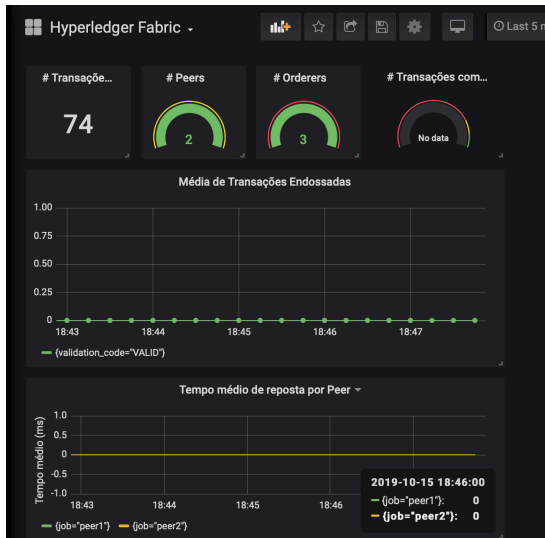 Hyperledger Fabric
Last 5 m
# Transaçõe...
# Peers
# Orderers
# Transações com...
74
2
3
No data
Média de Transações Endossadas
1.00
0.75
0.50
0.25
0
18:43 18:44 18:45 18:46 18:47
{validation_code="VALID"}
Tempo médio de reposta por Peer
Tempo médio (ms)
1.0
0.5
0
-0.5
-1.0
18:43 18:44 18:45 18:46
2019-10-15 18:46:00
{job="peer1"}: 0
{job="peer2"}: 0
{job="peer1"} {job="peer2"}